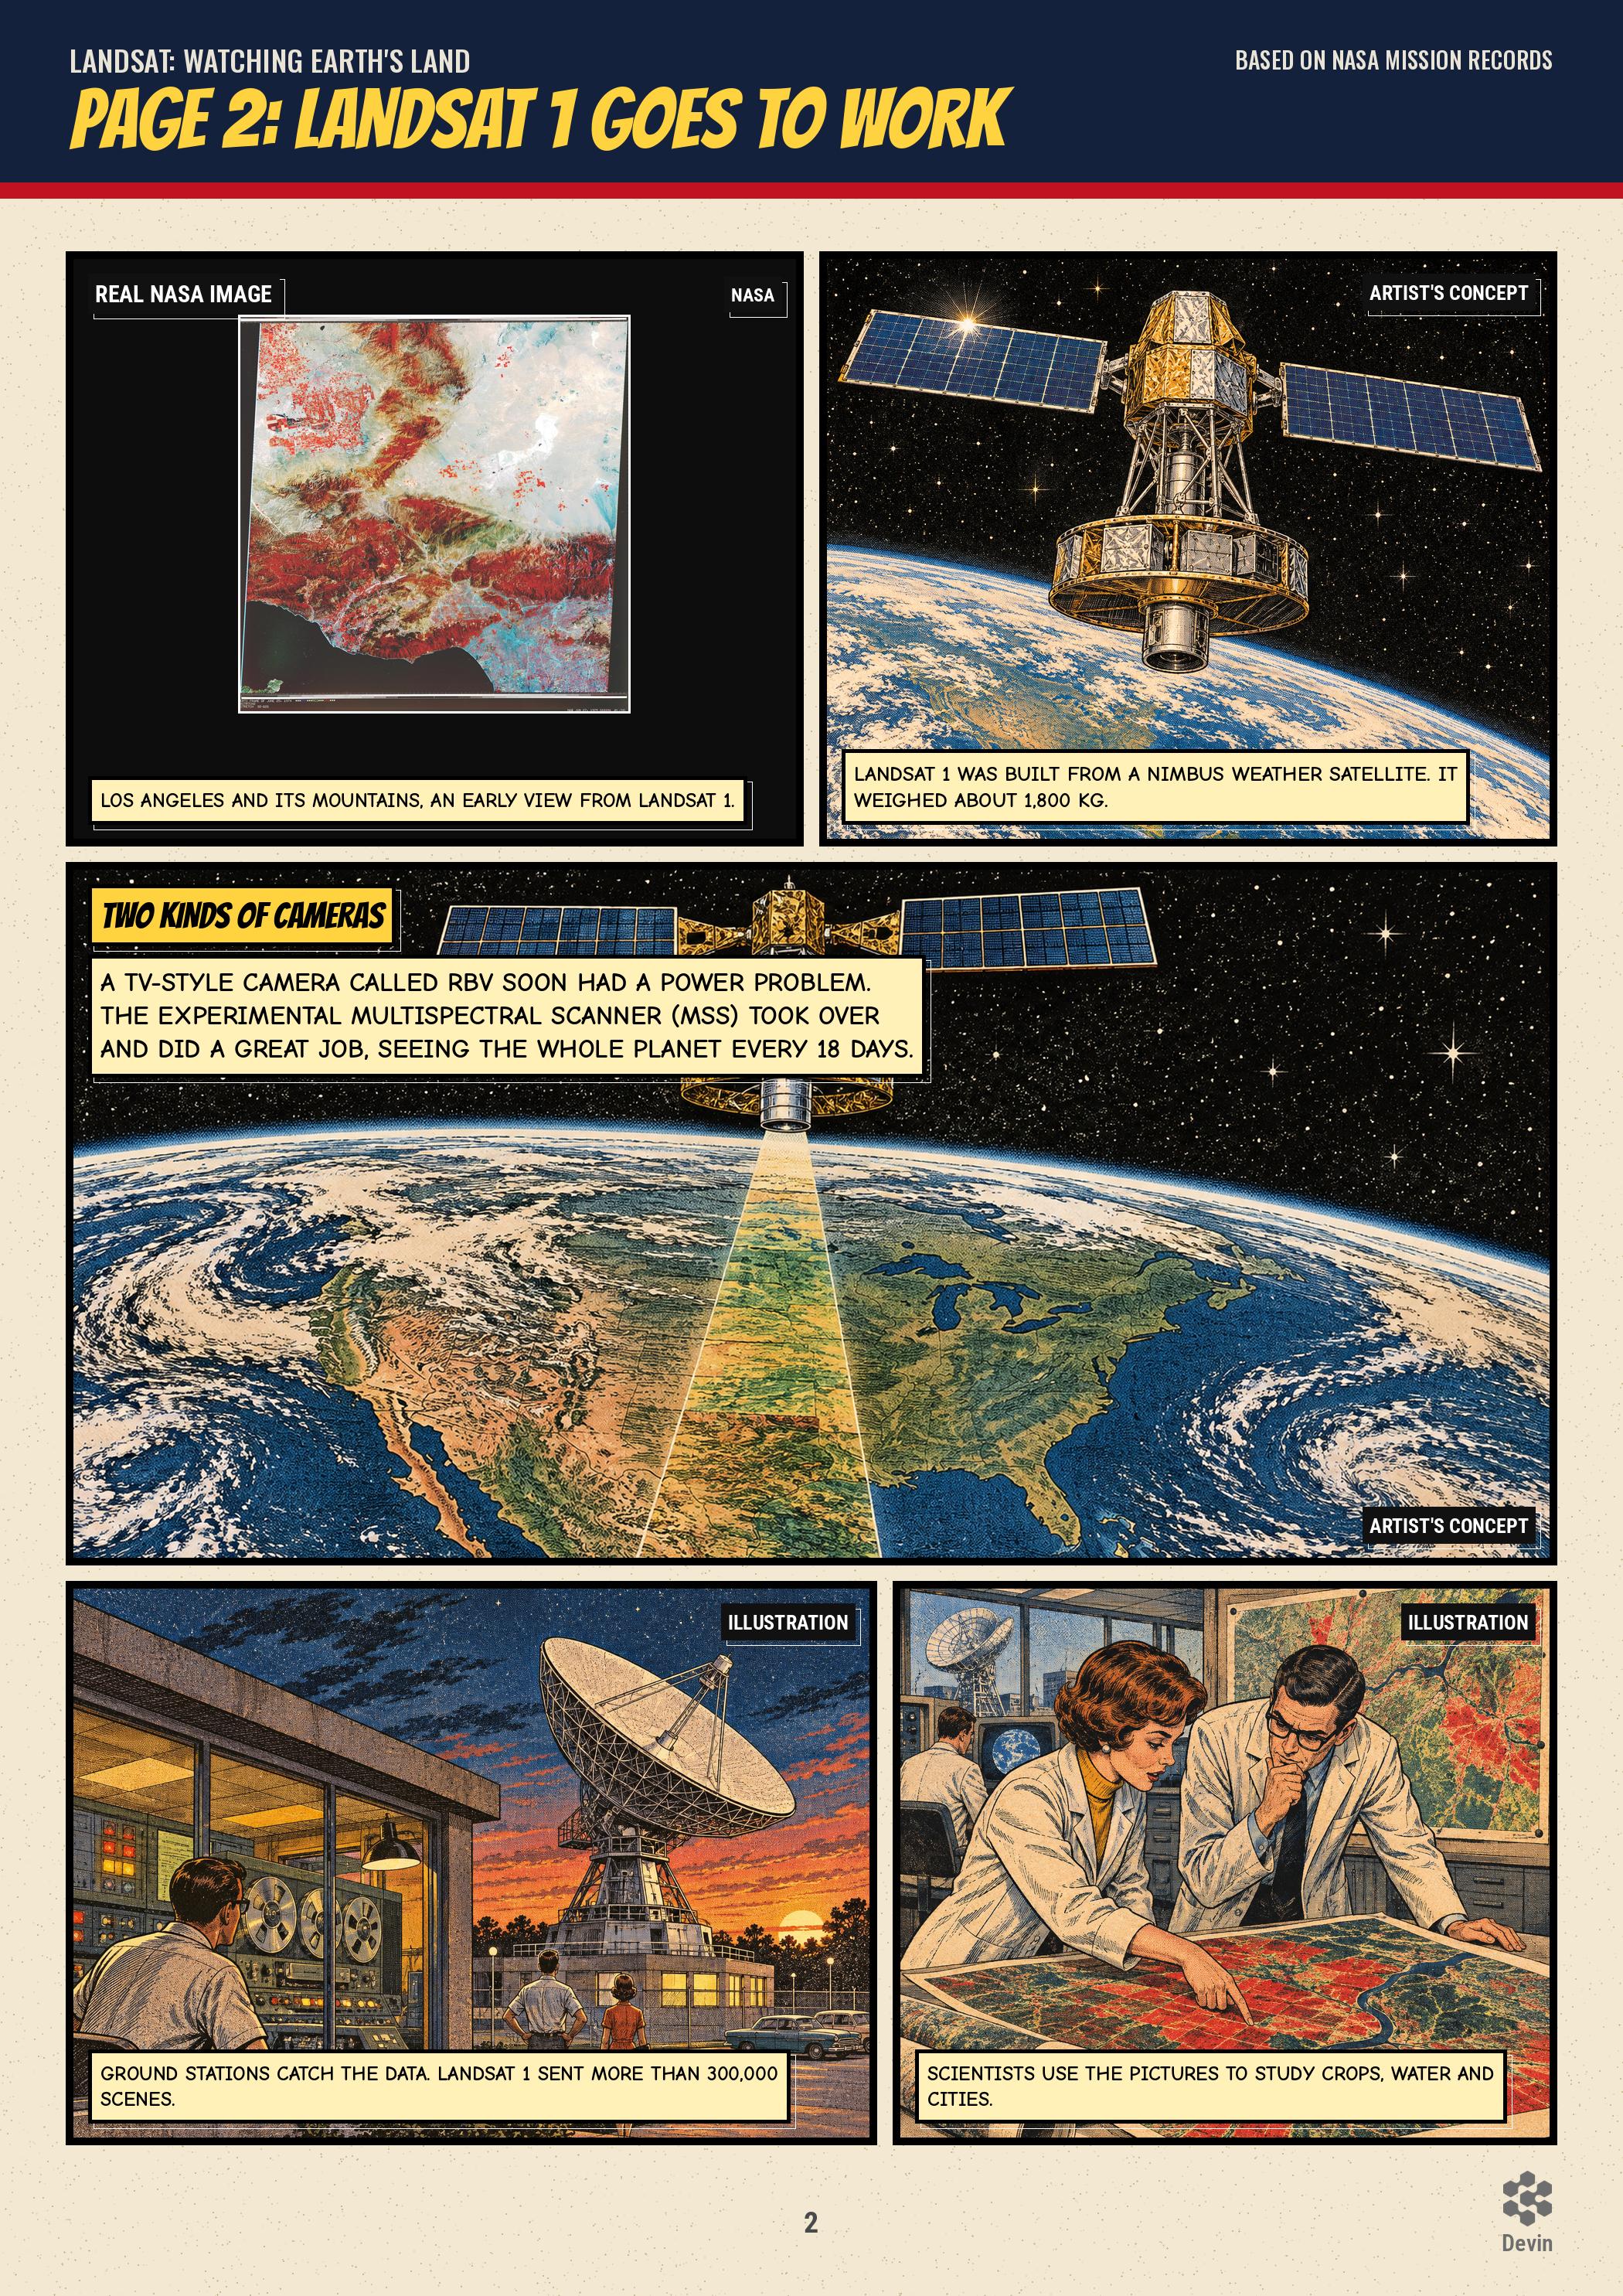 LANDSAT: WATCHING EARTH'S LAND
BASED ON NASA MISSION RECORDS
PAGE 2: LANDSAT 1 GOES TO WORK
REAL NASA IMAGE
NASA
LOS ANGELES AND ITS MOUNTAINS, AN EARLY VIEW FROM LANDSAT 1.
ARTIST'S CONCEPT
LANDSAT 1 WAS BUILT FROM A NIMBUS WEATHER SATELLITE. IT
WEIGHED ABOUT 1,800 KG.
TWO KINDS OF CAMERAS
A TV-STYLE CAMERA CALLED RBV SOON HAD A POWER PROBLEM.
THE EXPERIMENTAL MULTISPECTRAL SCANNER (MSS) TOOK OVER
AND DID A GREAT JOB, SEEING THE WHOLE PLANET EVERY 18 DAYS.
ARTIST'S CONCEPT
ILLUSTRATION
GROUND STATIONS CATCH THE DATA. LANDSAT 1 SENT MORE THAN 300,000
SCENES.
ILLUSTRATION
SCIENTISTS USE THE PICTURES TO STUDY CROPS, WATER AND
CITIES.
2
Devin